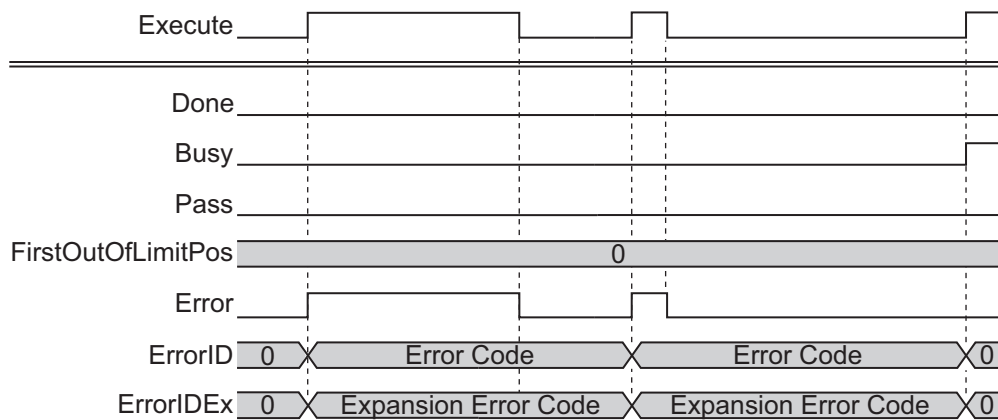 Execute
Done
Busy
Pass
FirstOutOfLimitPos 0
Error
ErrorID 0 Error Code Error Code 0
ErrorIDEx 0 Expansion Error Code Expansion Error Code 0